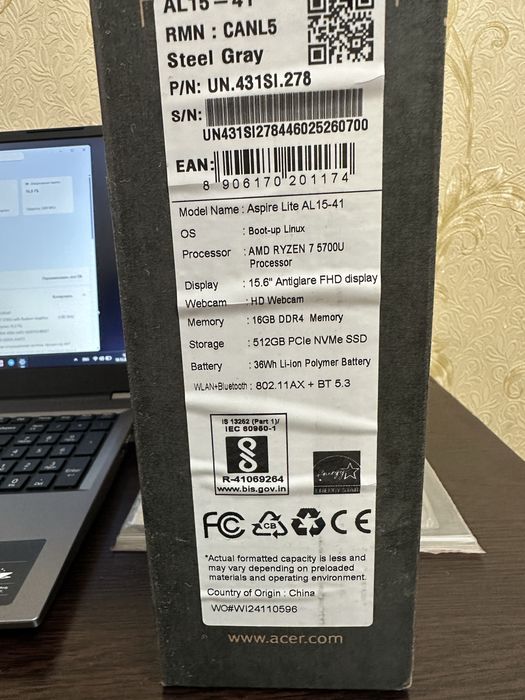 AL15-41
RMN : CANL5
Steel Gray
P/N: UN.431SI.278
S/N:
UN431SI278446025260700
EAN:
8 906170 201174
Model Name : Aspire Lite AL15-41
OS : Boot-up Linux
Processor : AMD RYZEN 7 5700U
Processor
Display : 15.6" Antiglare FHD display
Webcam : HD Webcam
Memory : 16GB DDR4 Memory
Storage : 512GB PCIe NVMe SSD
Battery : 36Wh Li-Ion Polymer Battery
WLAN+Bluetooth : 802.11AX + BT 5.3
IS 13252 (Part 1)/
IEC 60950-1
R-41069264
www.bis.gov.in
ENERGY STAR
FC CB CE
*Actual formatted capacity is less and
may vary depending on preloaded
materials and operating environment.
Country of Origin : China
WO#WI24110596
www.acer.com